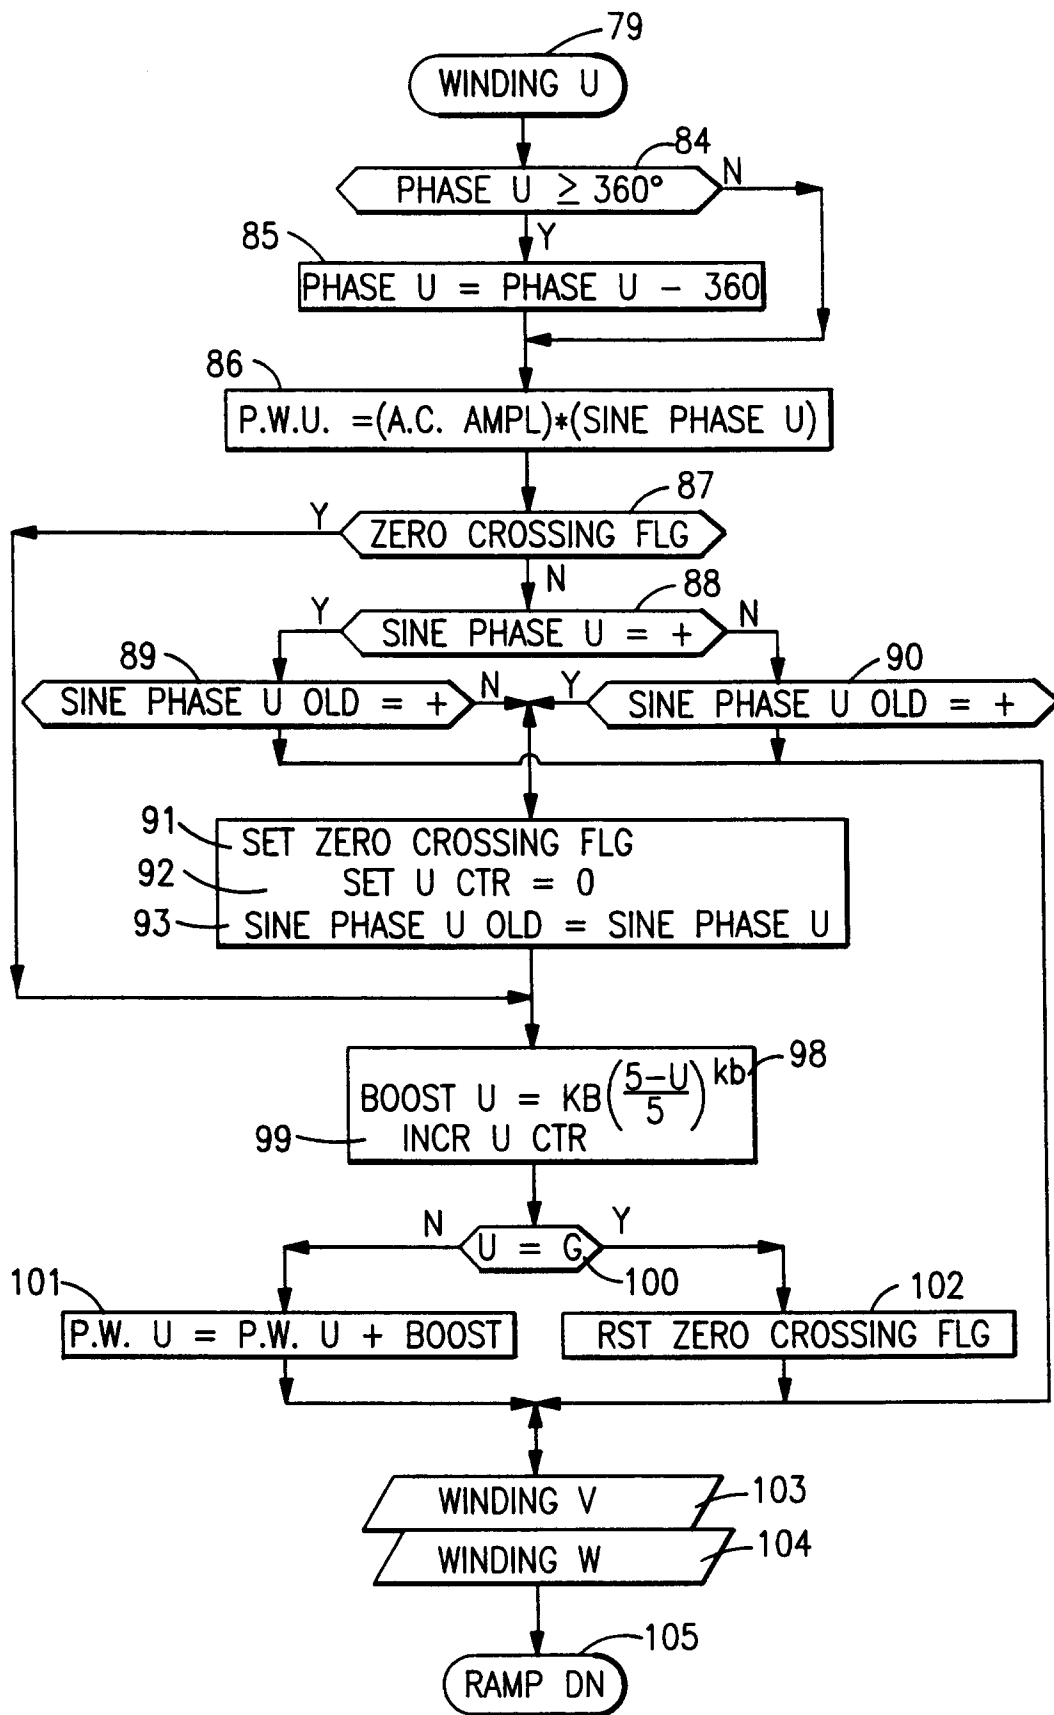 79
WINDING U
84
PHASE U ≥ 360°
N
Y
85
PHASE U = PHASE U - 360
86
P.W.U. =(A.C. AMPL)*(SINE PHASE U)
87
Y
ZERO CROSSING FLG
N
88
Y
SINE PHASE U = +
N
89
90
SINE PHASE U OLD = +
N
Y
SINE PHASE U OLD = +
91
SET ZERO CROSSING FLG
92
SET U CTR = 0
93
SINE PHASE U OLD = SINE PHASE U
98
BOOST U = KB(5-U/5)kb
99
INCR U CTR
N
U = G
Y
100
101
102
P.W. U = P.W. U + BOOST
RST ZERO CROSSING FLG
WINDING V
103
WINDING W
104
105
RAMP DN